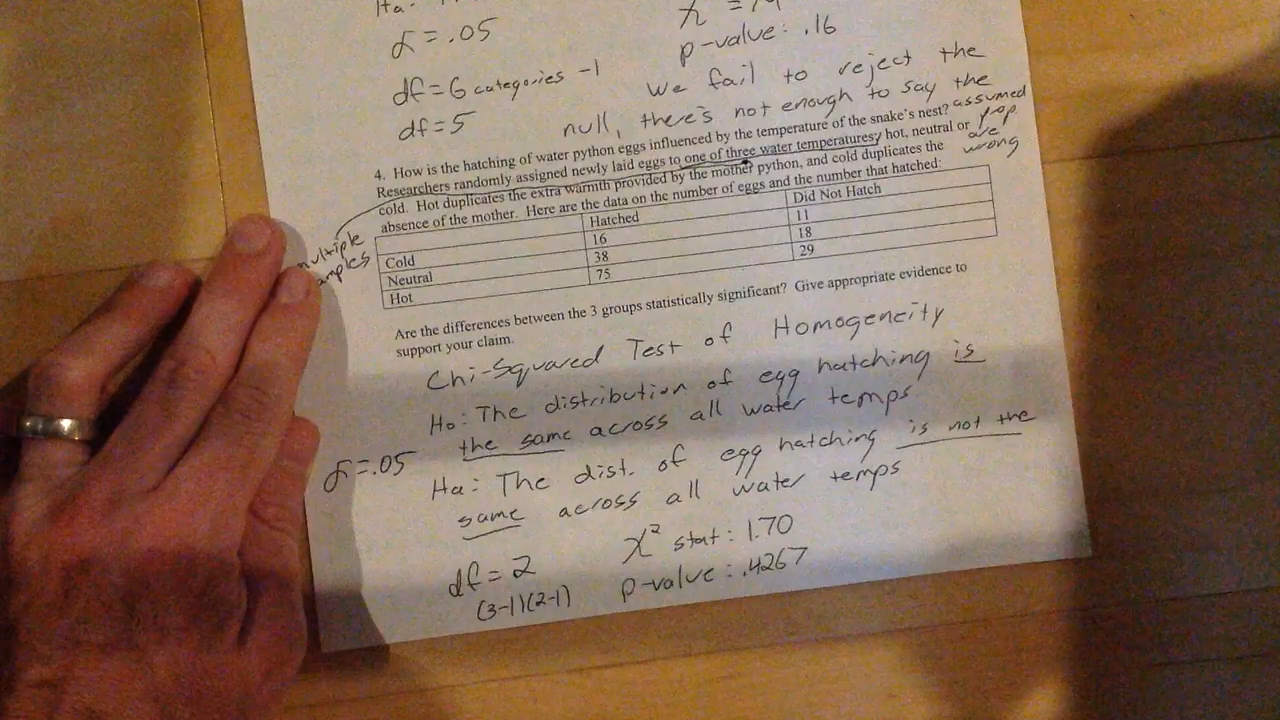 Ha:
α = .05
p-value: .16
df = 6 categories -1
we fail to reject the
df = 5
null, there's not enough to say the
assumed
prop
are
wrong
4. How is the hatching of water python eggs influenced by the temperature of the snake's nest?
Researchers randomly assigned newly laid eggs to one of three water temperatures, hot, neutral or
cold. Hot duplicates the extra warmth provided by the mother python, and cold duplicates the
absence of the mother. Here are the data on the number of eggs and the number that hatched:
Hatched Did Not Hatch
Cold 16 11
Neutral 38 18
Hot 75 29
Are the differences between the 3 groups statistically significant? Give appropriate evidence to
support your claim.
Chi-Squared Test of Homogeneity
Ho: The distribution of egg hatching is
the same across all water temps
α = .05
Ha: The dist. of egg hatching is not the
same across all water temps
df = 2
(3-1)(2-1)
χ² stat: 1.70
p-value: .4267